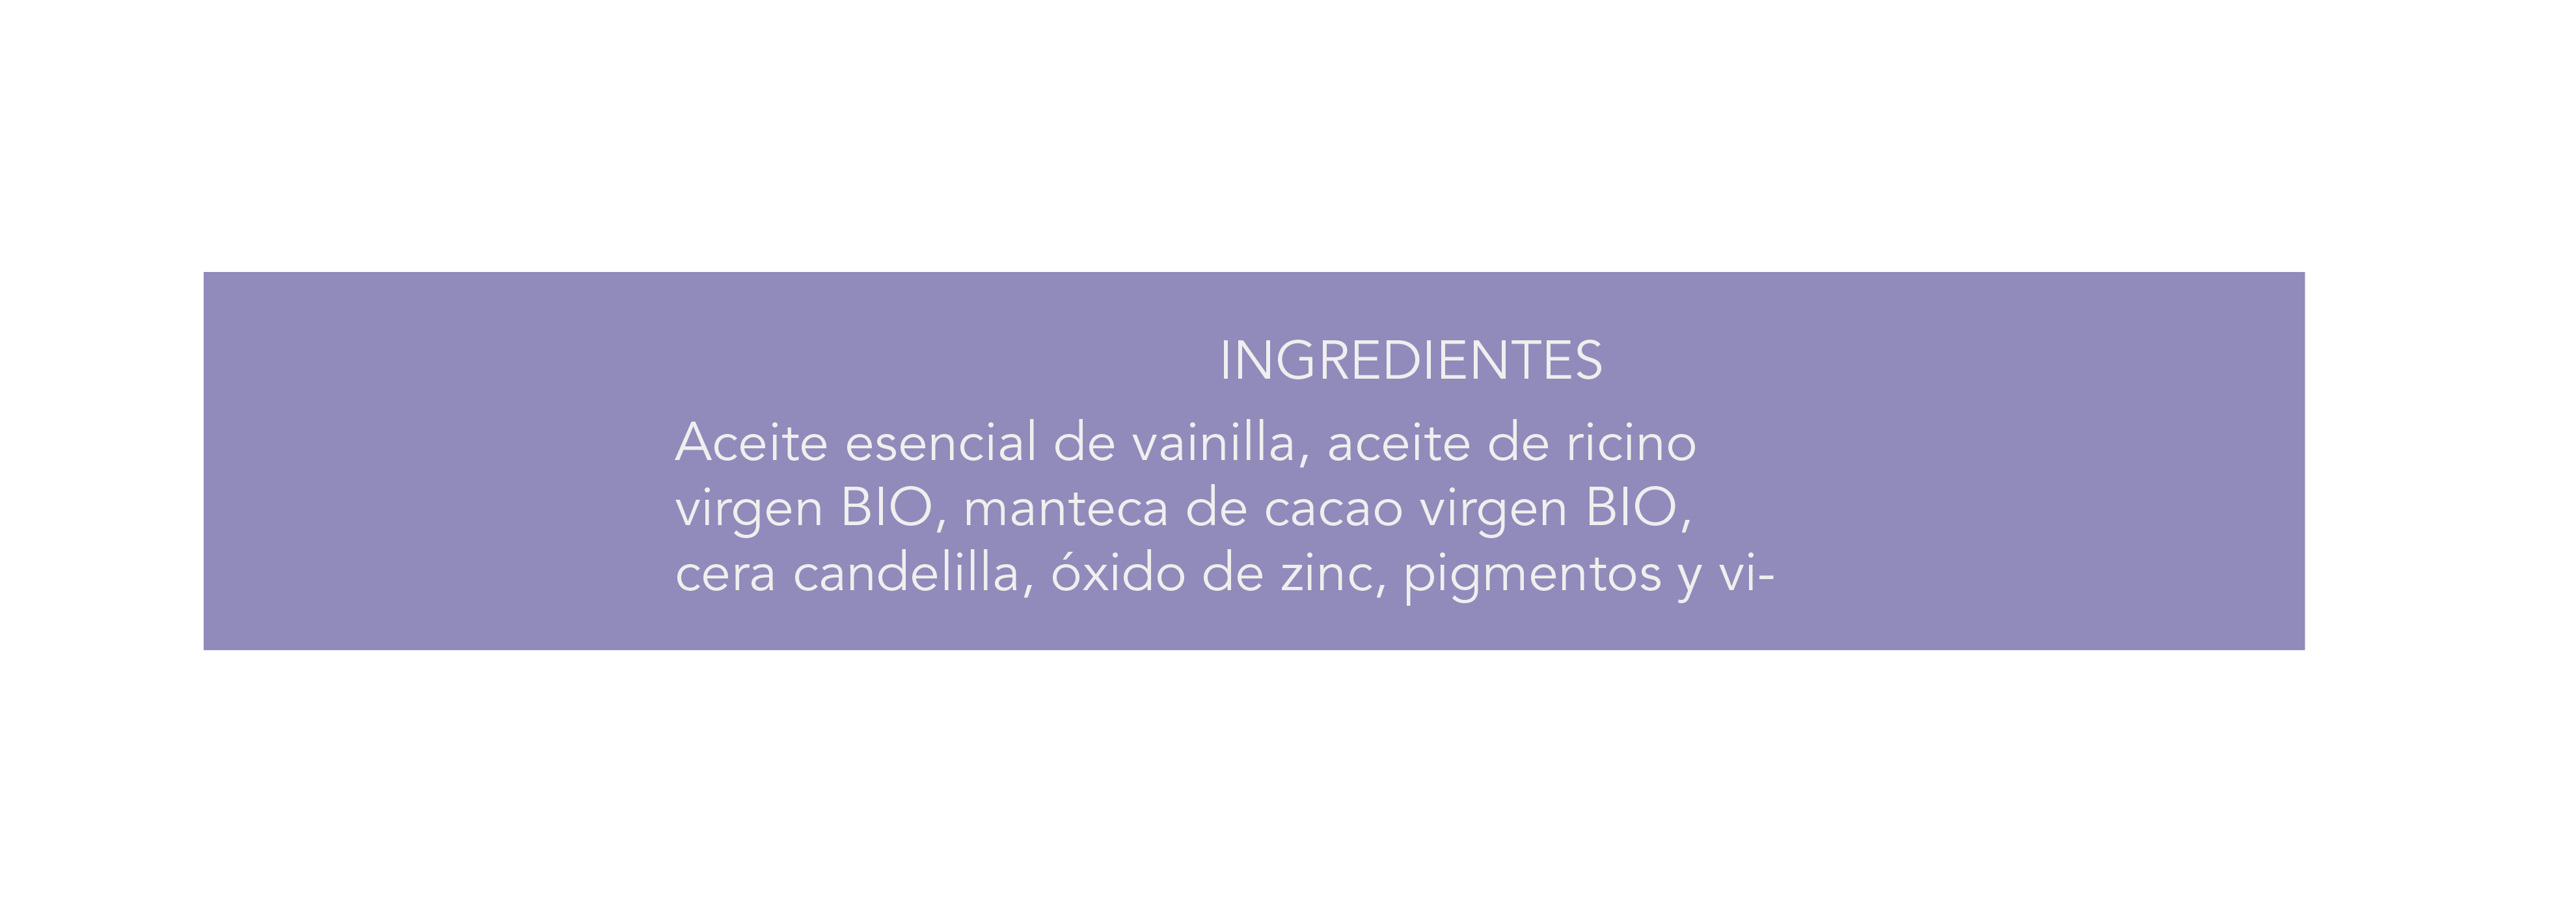 INGREDIENTES
Aceite esencial de vainilla, aceite de ricino
virgen BIO, manteca de cacao virgen BIO,
cera candelilla, óxido de zinc, pigmentos y vi-